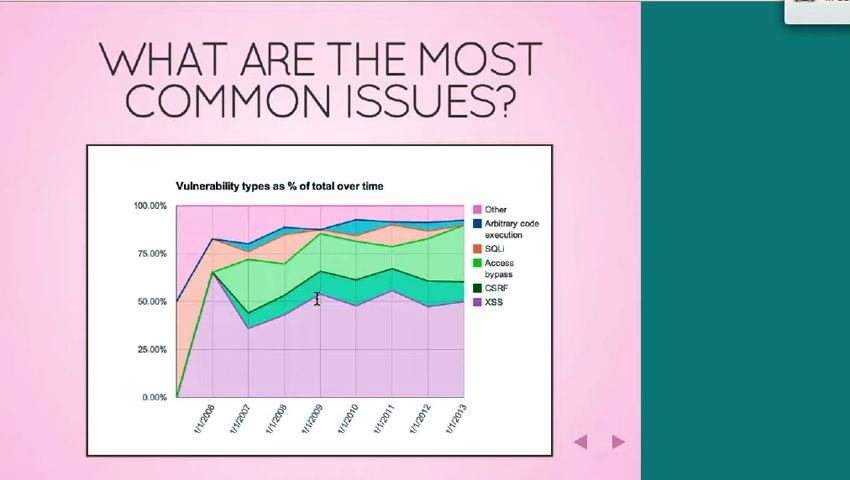 WHAT ARE THE MOST
COMMON ISSUES?
Vulnerability types as % of total over time
100.00%
75.00%
50.00%
25.00%
0.00%
1/1/2006
1/1/2007
1/1/2008
1/1/2009
1/1/2010
1/1/2011
1/1/2012
1/1/2013
Other
Arbitrary code
execution
SQLi
Access
bypass
CSRF
XSS